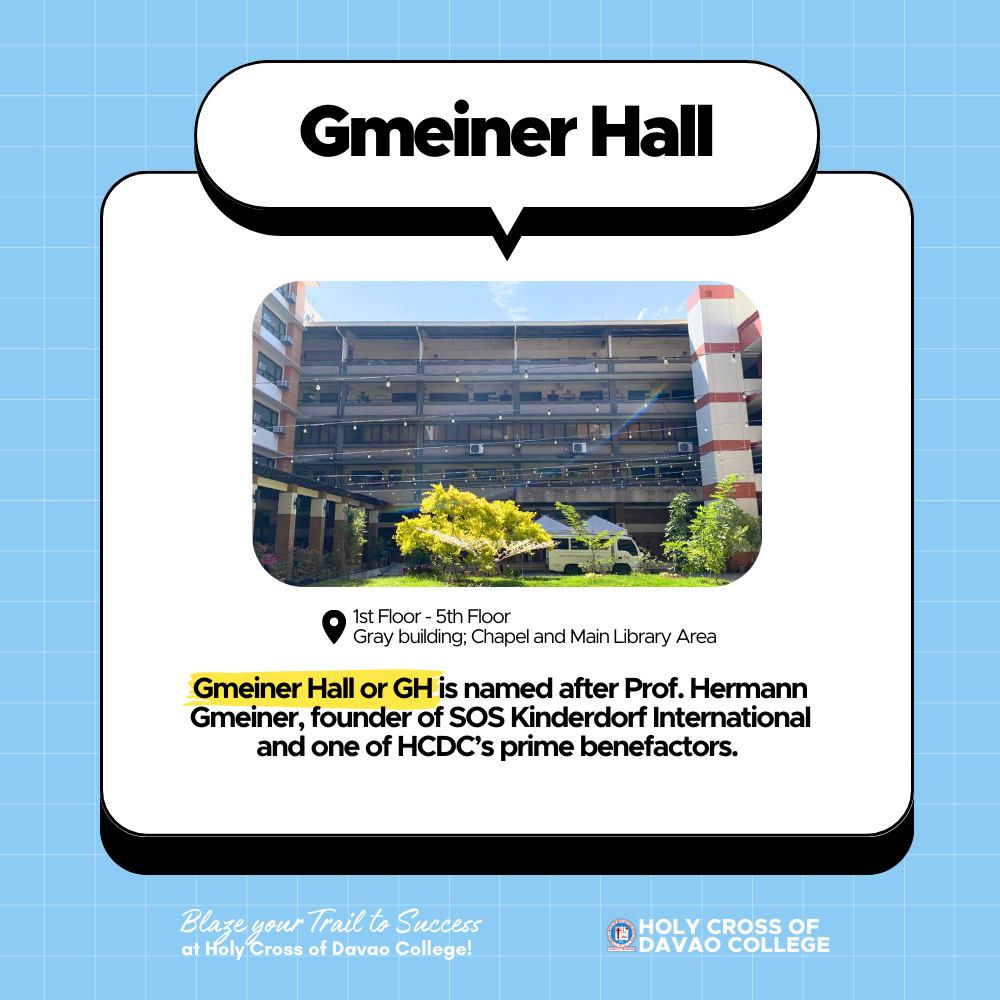 Gmeiner Hall
1st Floor - 5th Floor
Gray building; Chapel and Main Library Area
Gmeiner Hall or GH is named after Prof. Hermann
Gmeiner, founder of SOS Kinderdorf International
and one of HCDC's prime benefactors.
Blaze your Trail to Success
at Holy Cross of Davao College!
HOLY CROSS OF
DAVAO COLLEGE